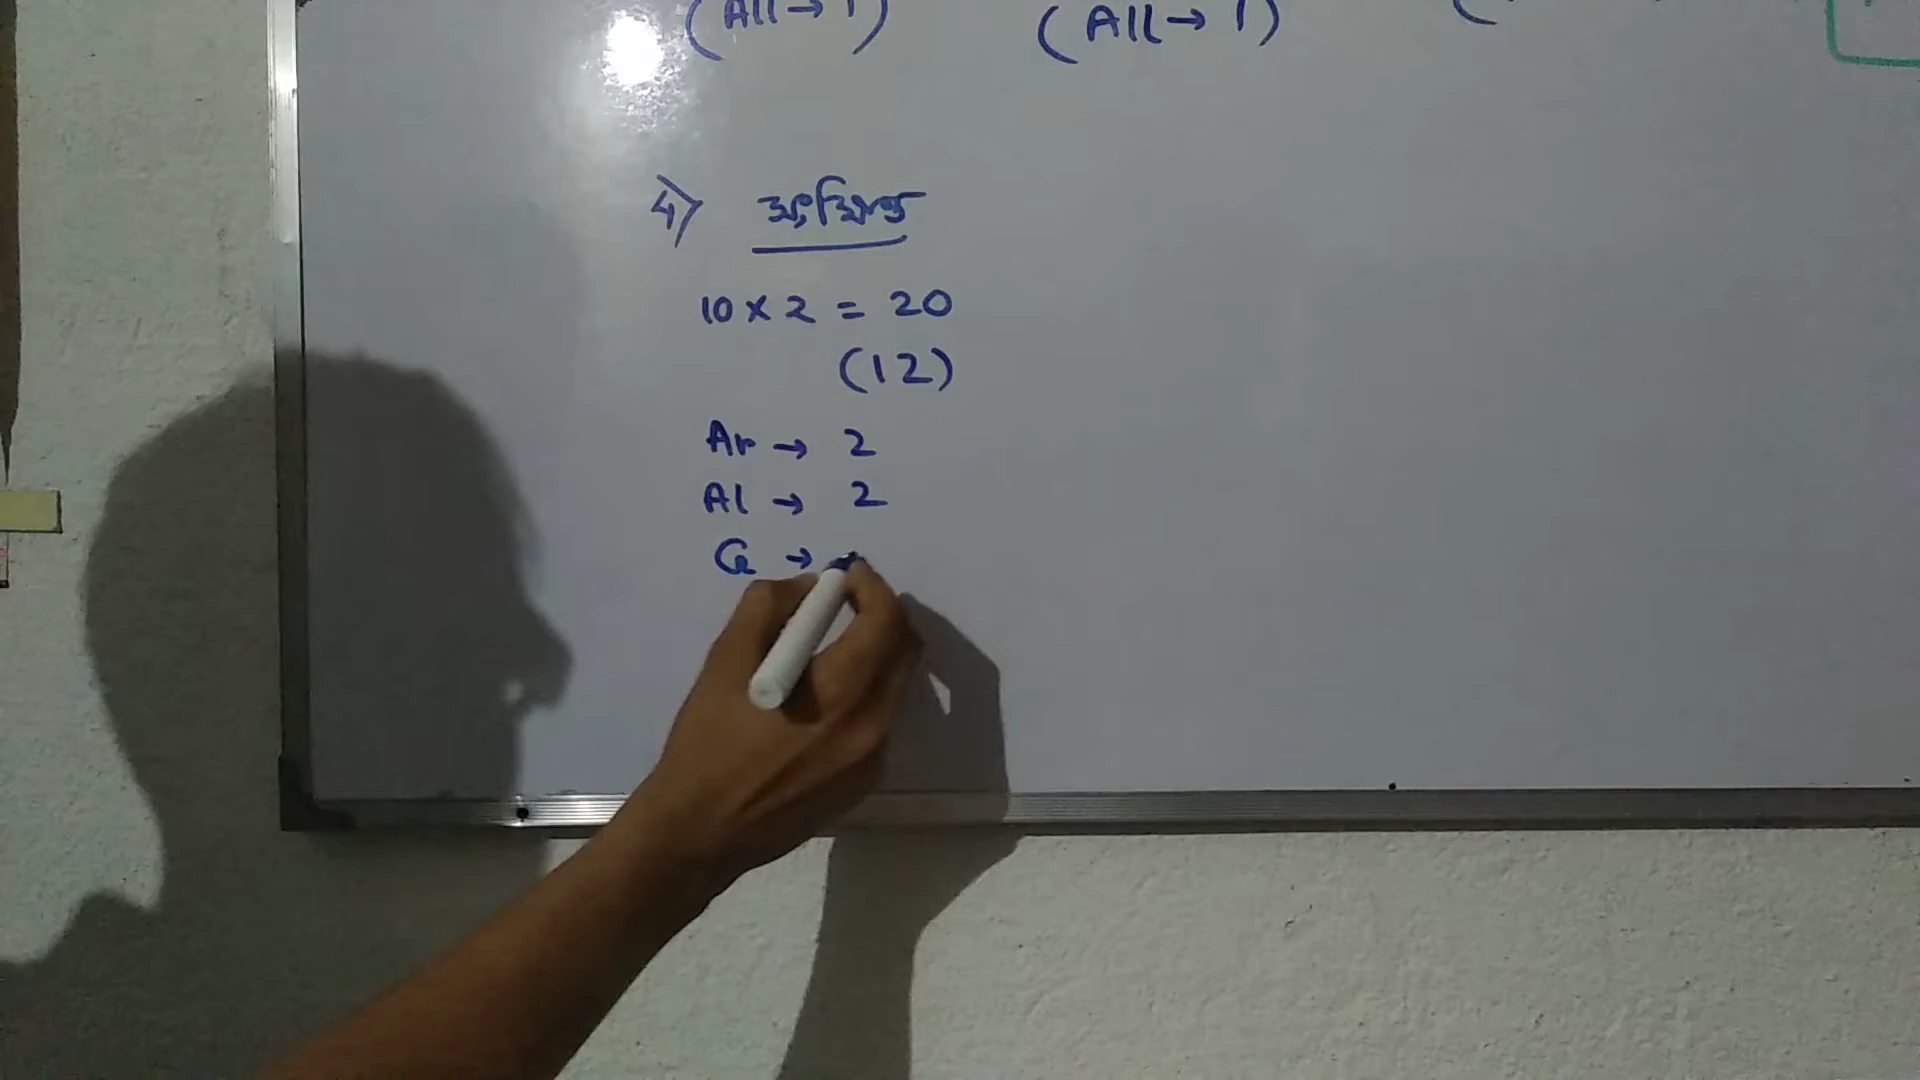 (All → 1) (All → 1) (
4) সংক্ষিপ্ত
10 x 2 = 20
(12)
Ar → 2
Al → 2
G →